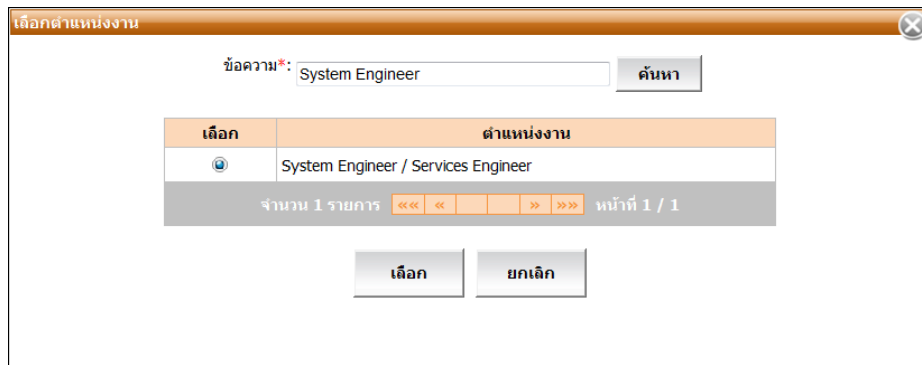 เลือกตำแหน่งงาน
ข้อความ*: System Engineer ค้นหา
เลือก ตำแหน่งงาน
System Engineer / Services Engineer
จำนวน 1 รายการ «« « » »» หน้าที่ 1 / 1
เลือก ยกเลิก